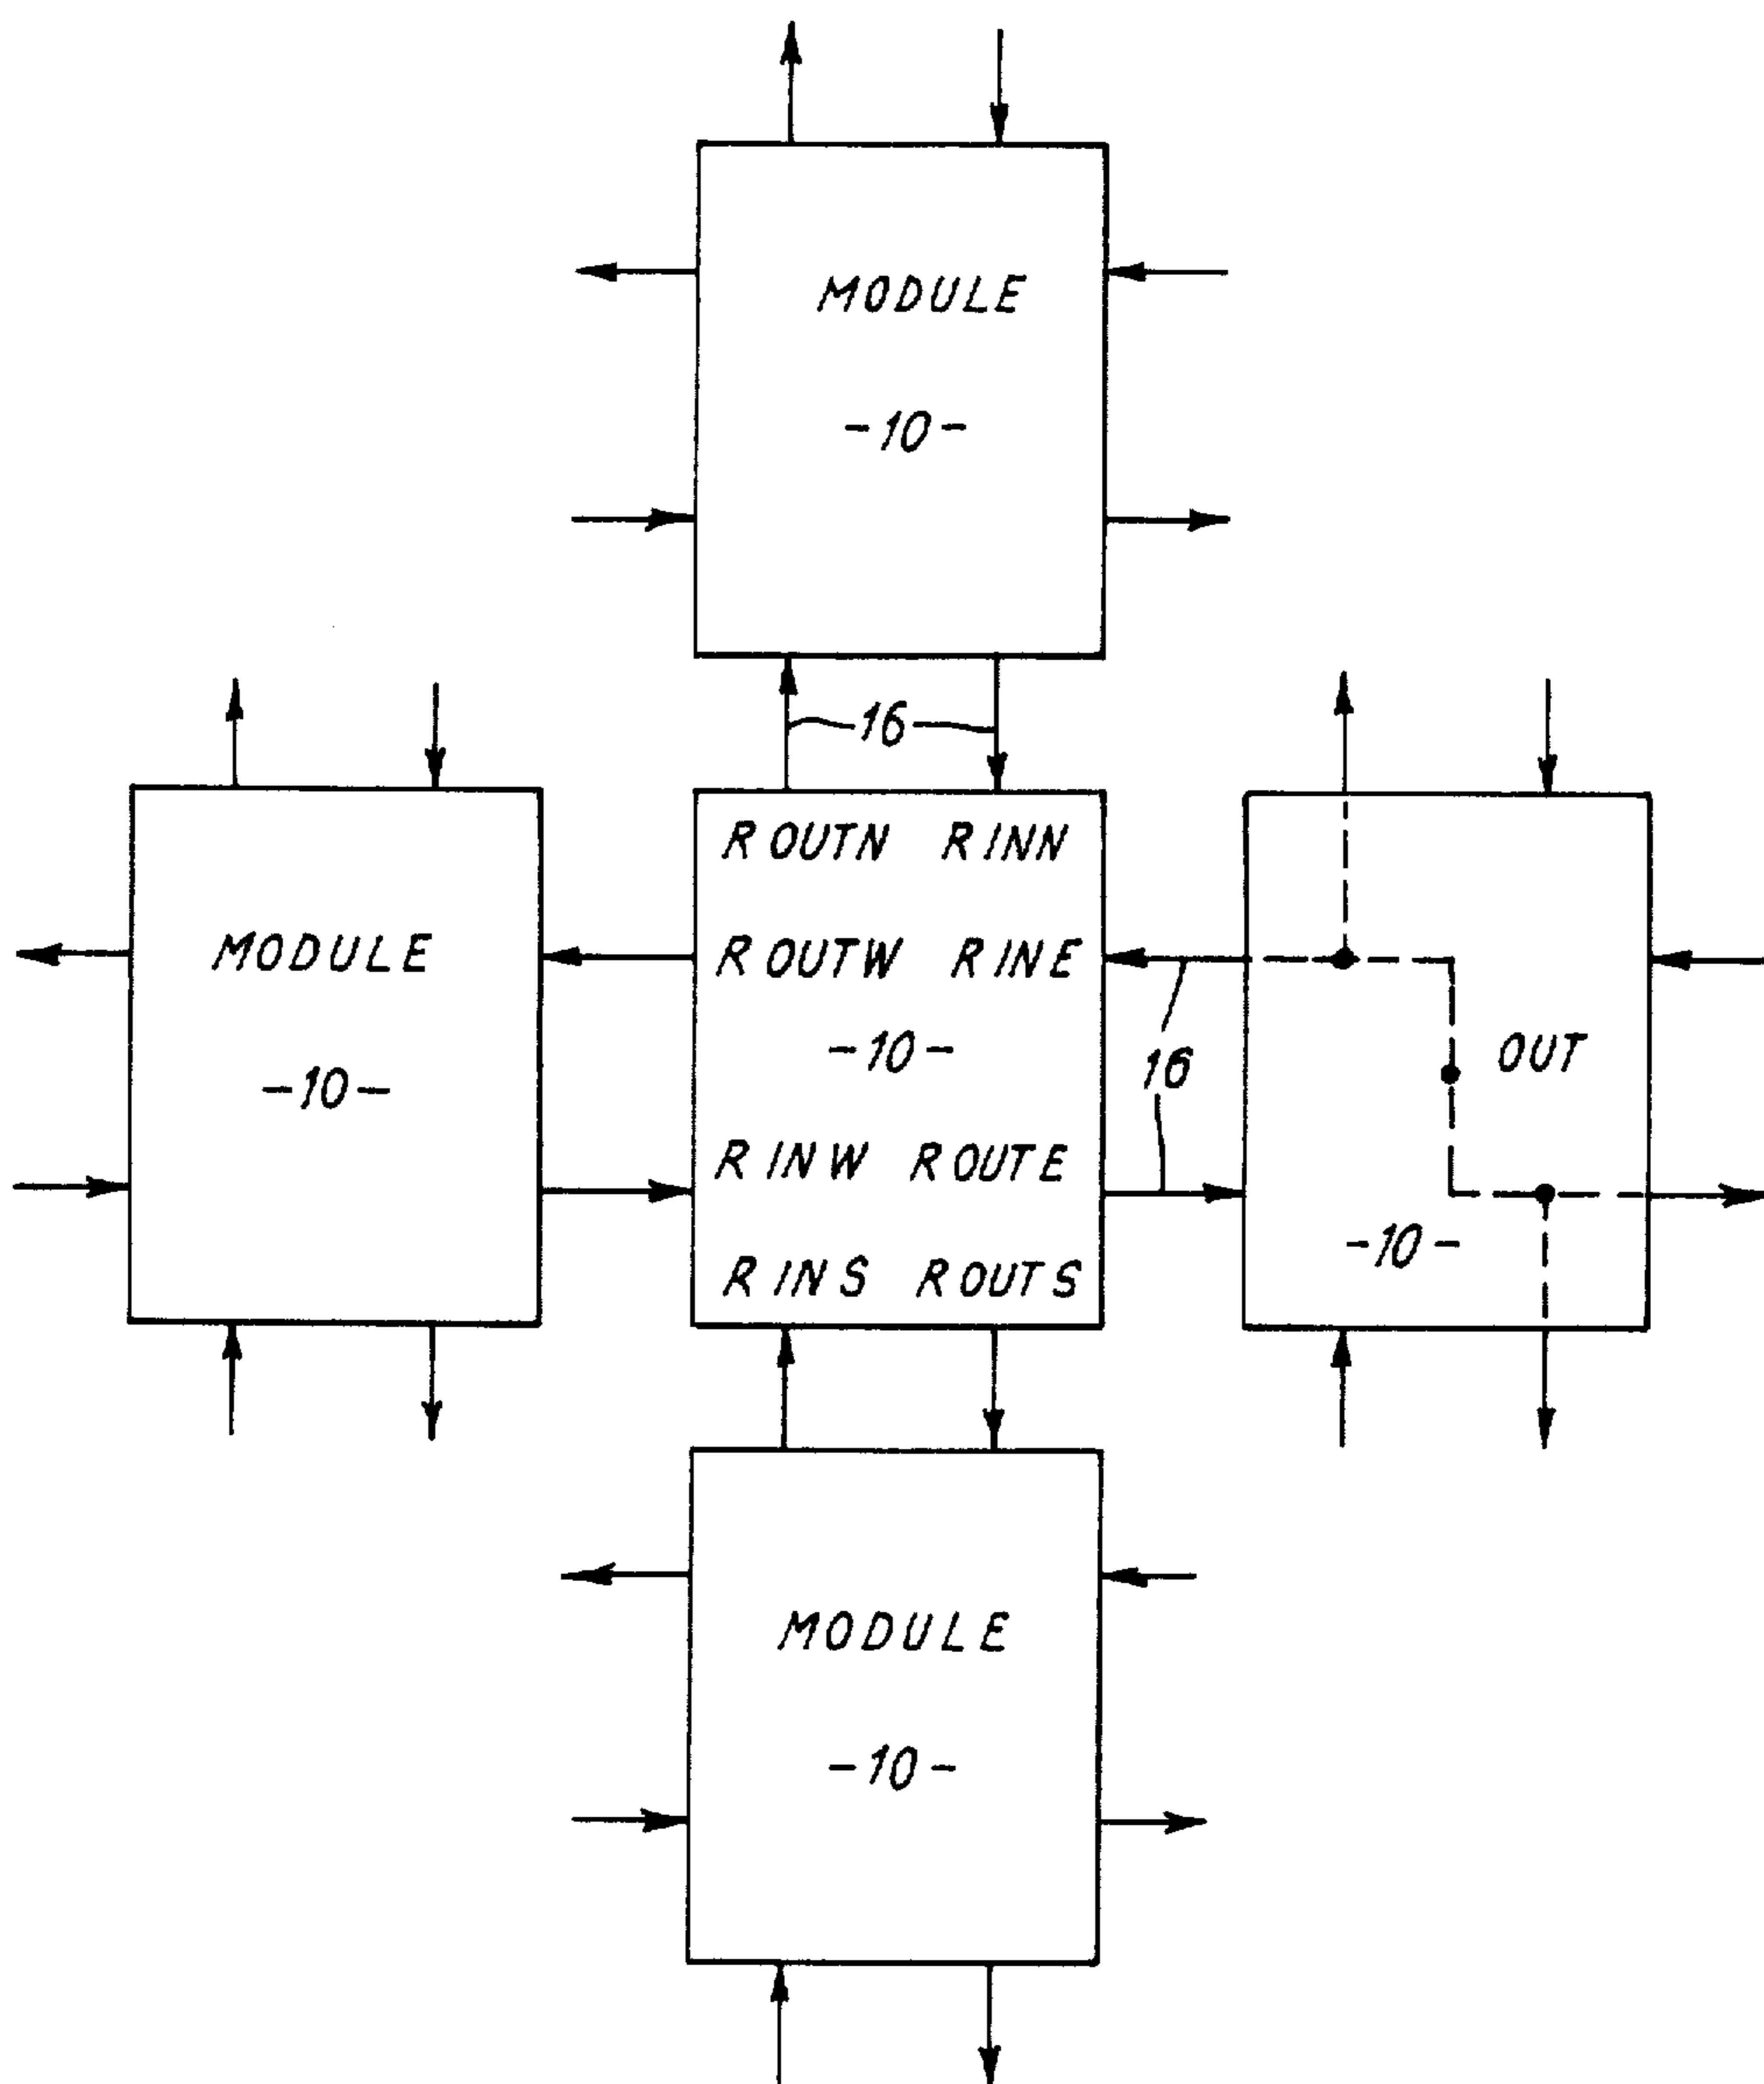 MODULE
-10-
16
MODULE
-10-
ROUTN RINN
ROUTW RINE
-10-
RINW ROUTE
RINS ROUTS
16
OUT
-10-
MODULE
-10-